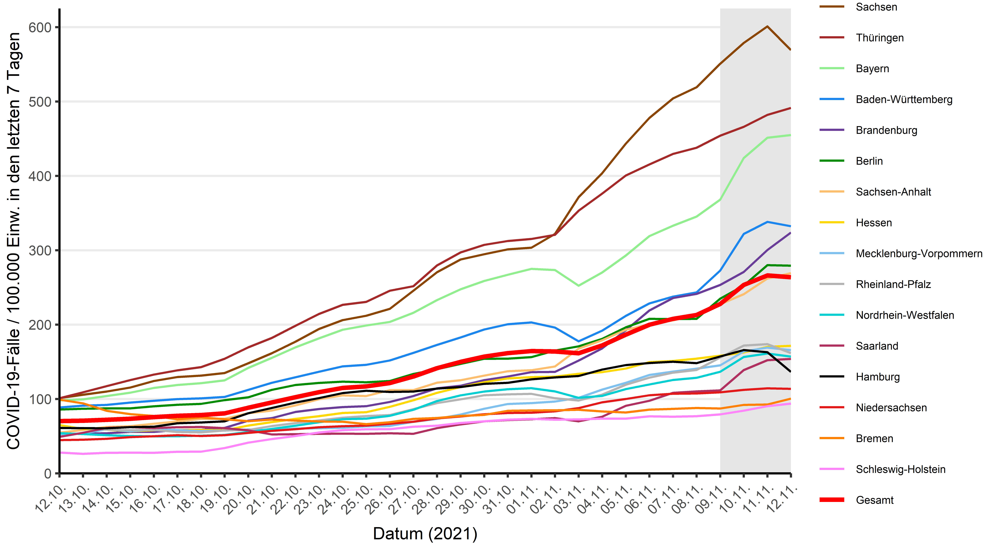 COVID-19-Fälle / 100.000 Einw. in den letzten 7 Tagen
600
500
400
300
200
100
0
12.10.
13.10.
14.10.
15.10.
16.10.
17.10.
18.10.
19.10.
20.10.
21.10.
22.10.
23.10.
24.10.
25.10.
26.10.
27.10.
28.10.
29.10.
30.10.
31.10.
01.11.
02.11.
03.11.
04.11.
05.11.
06.11.
07.11.
08.11.
09.11.
10.11.
11.11.
12.11.
Datum (2021)
Sachsen
Thüringen
Bayern
Baden-Württemberg
Brandenburg
Berlin
Sachsen-Anhalt
Hessen
Mecklenburg-Vorpommern
Rheinland-Pfalz
Nordrhein-Westfalen
Saarland
Hamburg
Niedersachsen
Bremen
Schleswig-Holstein
Gesamt